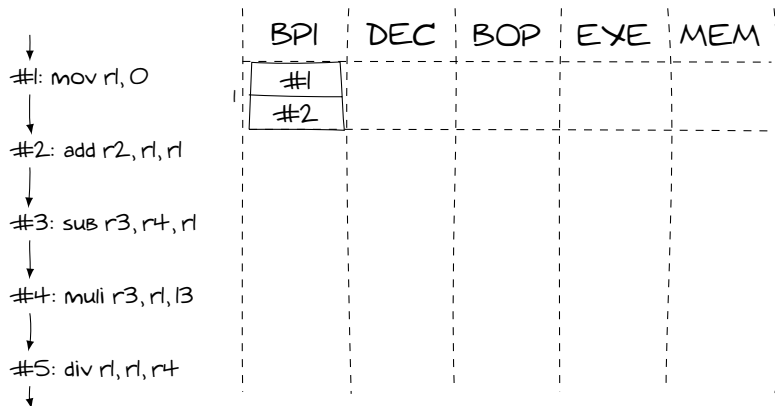 BPI DEC BOP EXE MEM
#1: mov r1, 0
1 #1
#2
#2: add r2, r1, r1
#3: sub r3, r4, r1
#4: muli r3, r1, 13
#5: div r1, r1, r4